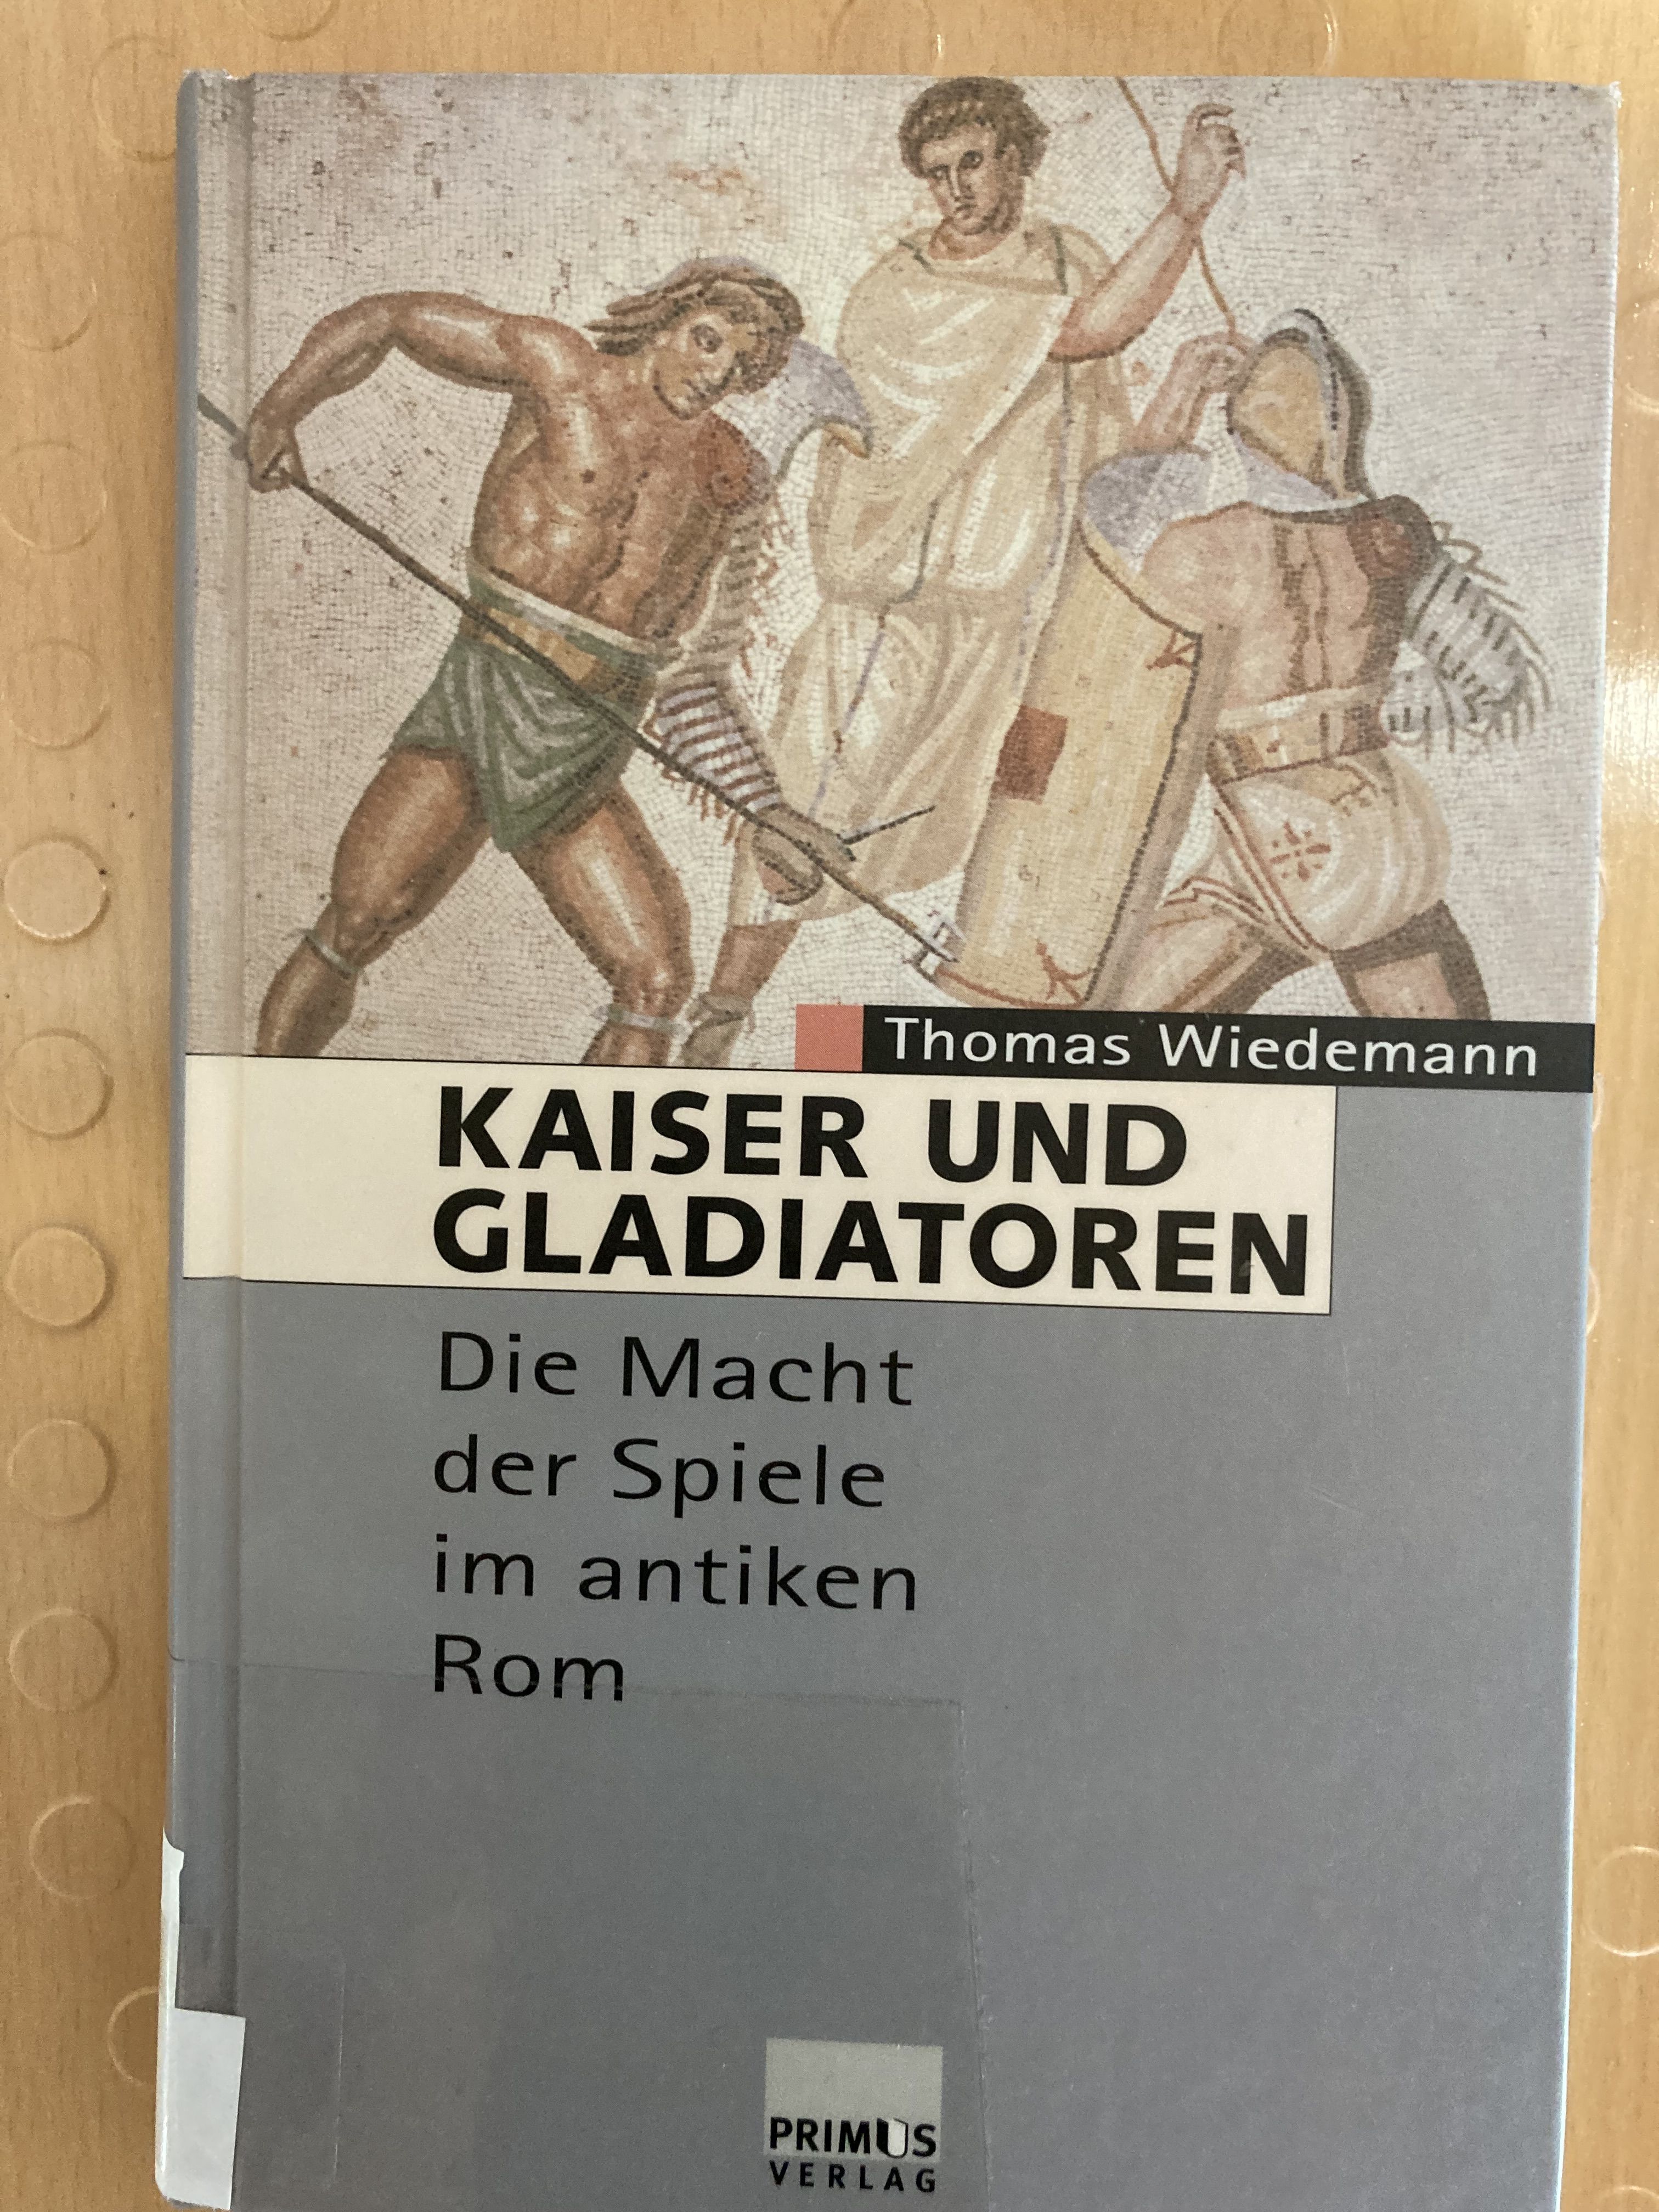 Thomas Wiedemann
KAISER UND
GLADIATOREN
Die Macht
der Spiele
im antiken
Rom
PRIMUS
VERLAG